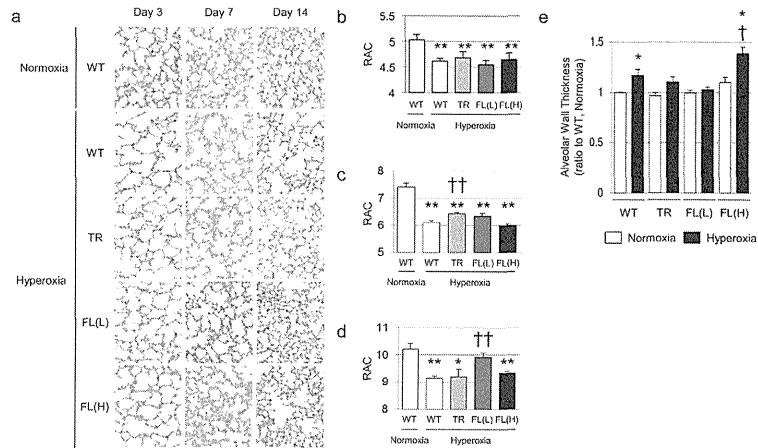 a
Day 3 Day 7 Day 14
Normoxia WT
WT
TR
Hyperoxia
FL(L)
FL(H)
b
RAC
5.5
5
4.5
4
** ** ** **
WT WT TR FL(L) FL(H)
Normoxia Hyperoxia
c
RAC
8
7
6
5
††
** ** ** **
WT WT TR FL(L) FL(H)
Normoxia Hyperoxia
d
RAC
11
10
9
8
††
** * **
WT WT TR FL(L) FL(H)
Normoxia Hyperoxia
e
Alveolar Wall Thickness
(ratio to WT, Normoxia)
1.5
1
0.5
0
*
*
†
WT TR FL(L) FL(H)
Normoxia Hyperoxia